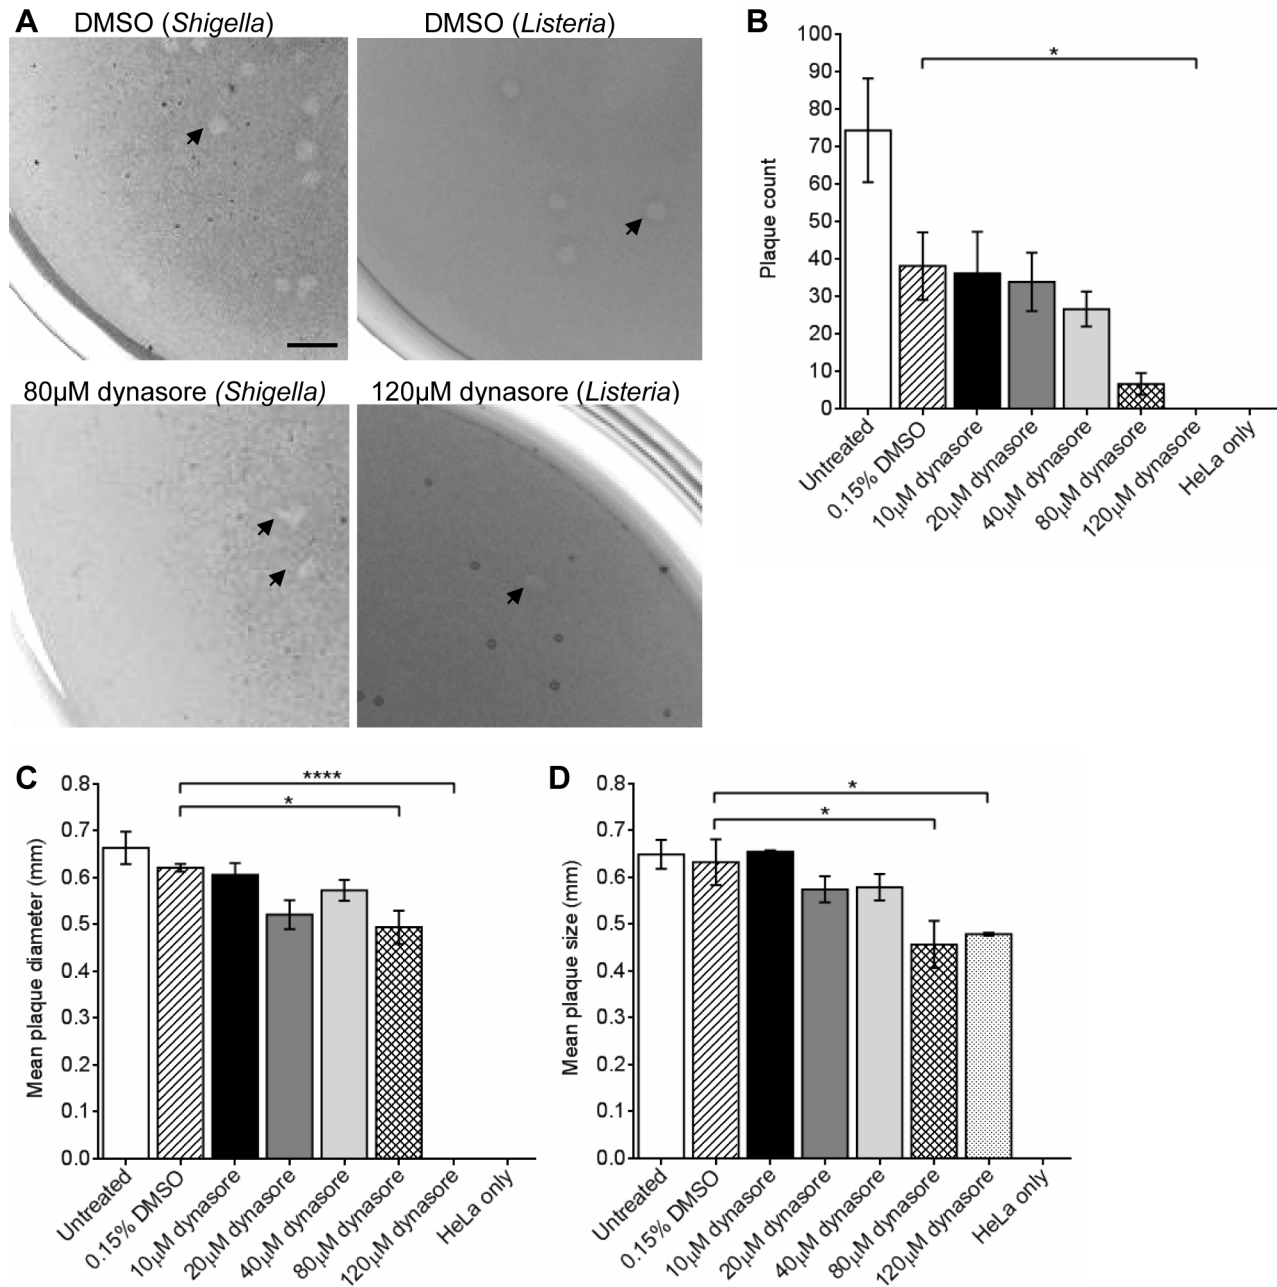 A
DMSO (Shigella)
DMSO (Listeria)
80µM dynasore (Shigella)
120µM dynasore (Listeria)
B
*
Plaque count
100
90
80
70
60
50
40
30
20
10
0
Untreated
0.15% DMSO
10µM dynasore
20µM dynasore
40µM dynasore
80µM dynasore
120µM dynasore
HeLa only
C
****
*
Mean plaque diameter (mm)
0.8
0.7
0.6
0.5
0.4
0.3
0.2
0.1
0.0
Untreated
0.15% DMSO
10µM dynasore
20µM dynasore
40µM dynasore
80µM dynasore
120µM dynasore
HeLa only
D
*
*
Mean plaque size (mm)
0.8
0.7
0.6
0.5
0.4
0.3
0.2
0.1
0.0
Untreated
0.15% DMSO
10µM dynasore
20µM dynasore
40µM dynasore
80µM dynasore
120µM dynasore
HeLa only